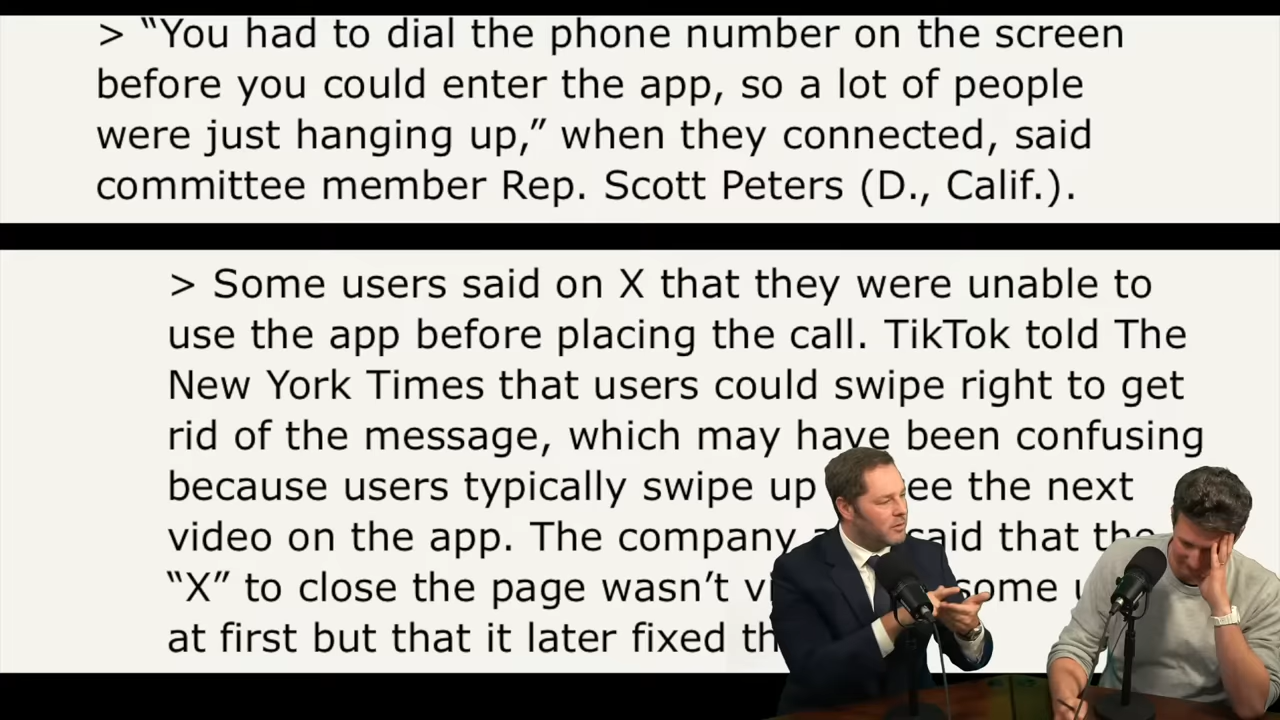 > “You had to dial the phone number on the screen
before you could enter the app, so a lot of people
were just hanging up,” when they connected, said
committee member Rep. Scott Peters (D., Calif.).
> Some users said on X that they were unable to
use the app before placing the call. TikTok told The
New York Times that users could swipe right to get
rid of the message, which may have been confusing
because users typically swipe up the next
video on the app. The company said that the
“X” to close the page wasn’t some
at first but that it later fixed